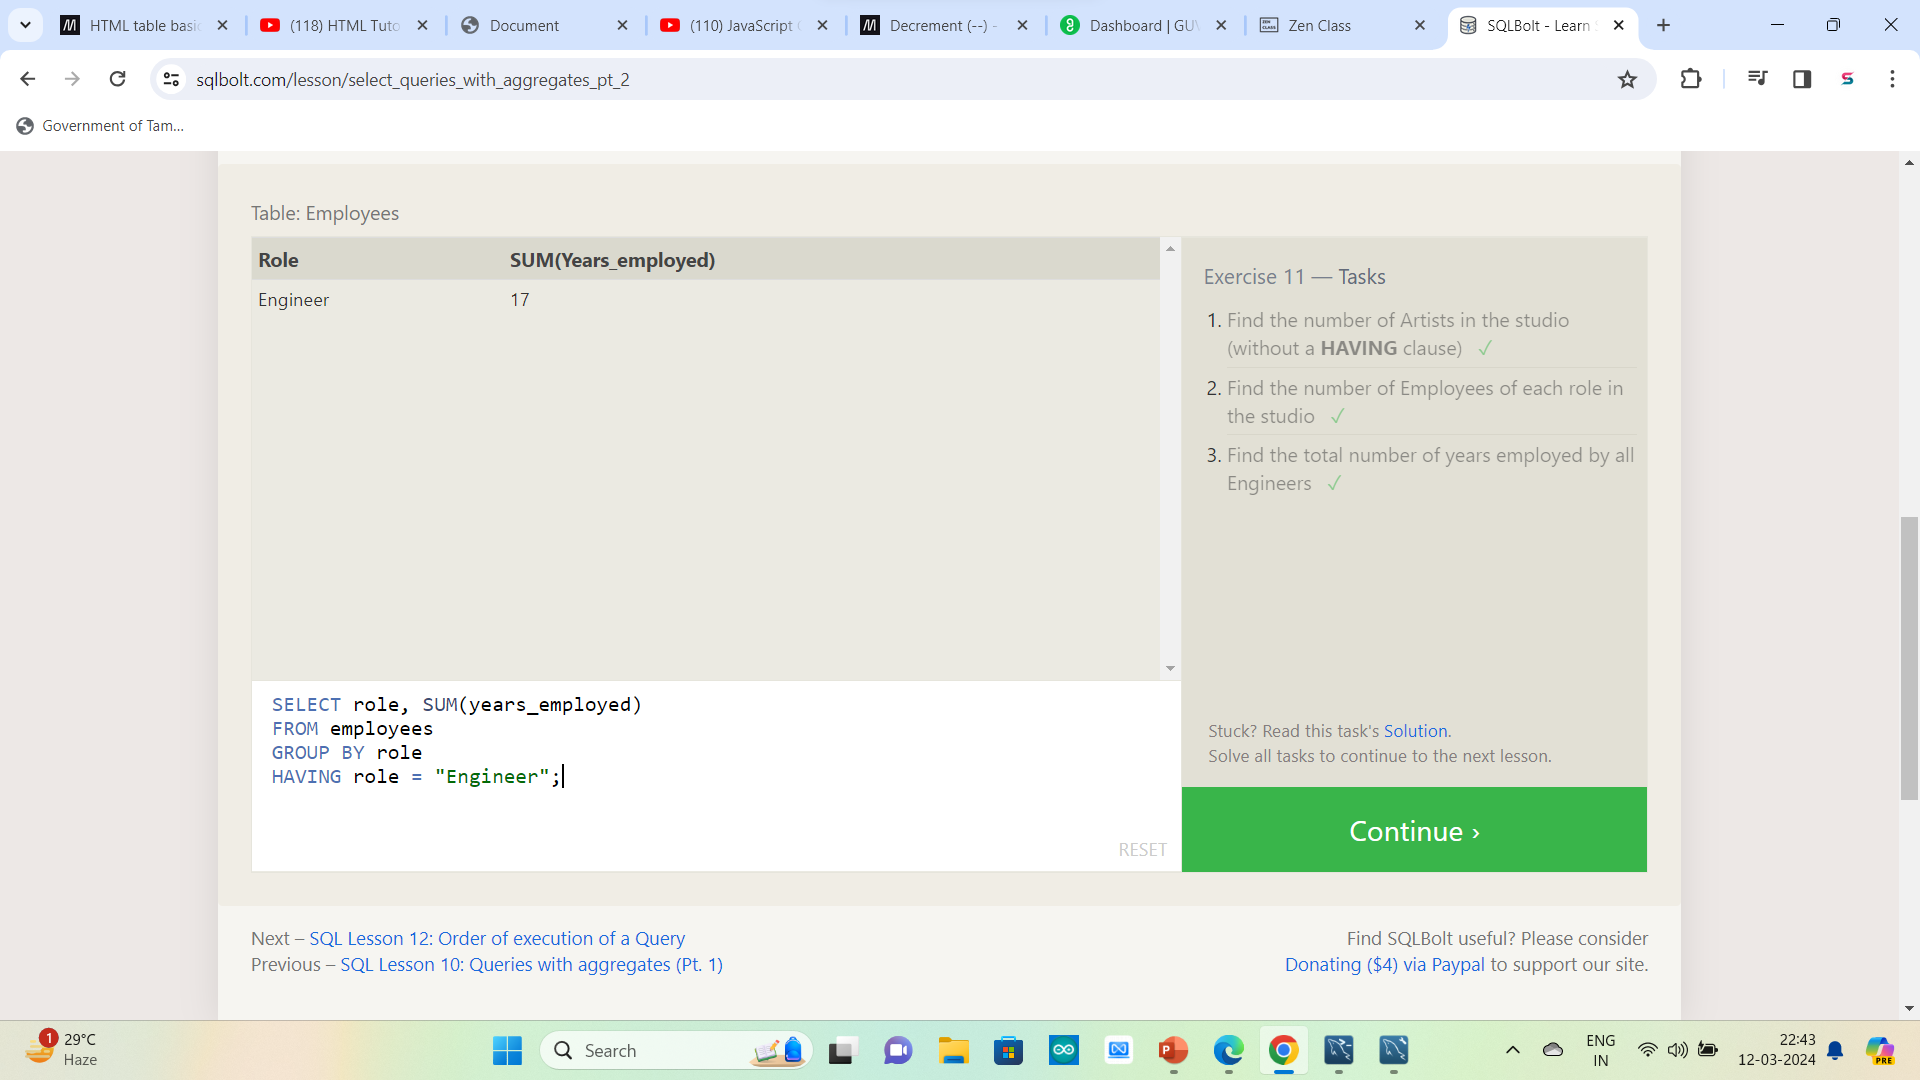 HTML table basic
(118) HTML Tuto
Document
(110) JavaScript
Decrement (--) -
Dashboard | GUV
Zen Class
SQLBolt - Learn S
sqlbolt.com/lesson/select_queries_with_aggregates_pt_2
Government of Tam...
Table: Employees
Role SUM(Years_employed)
Engineer 17
Exercise 11 — Tasks
1. Find the number of Artists in the studio
(without a HAVING clause) ✓
2. Find the number of Employees of each role in
the studio ✓
3. Find the total number of years employed by all
Engineers ✓
SELECT role, SUM(years_employed)
FROM employees
GROUP BY role
HAVING role = "Engineer";
RESET
Stuck? Read this task's Solution.
Solve all tasks to continue to the next lesson.
Continue ›
Next – SQL Lesson 12: Order of execution of a Query
Previous – SQL Lesson 10: Queries with aggregates (Pt. 1)
Find SQLBolt useful? Please consider
Donating ($4) via Paypal to support our site.
1
29°C
Haze
Search
ENG
IN
22:43
12-03-2024
PRE